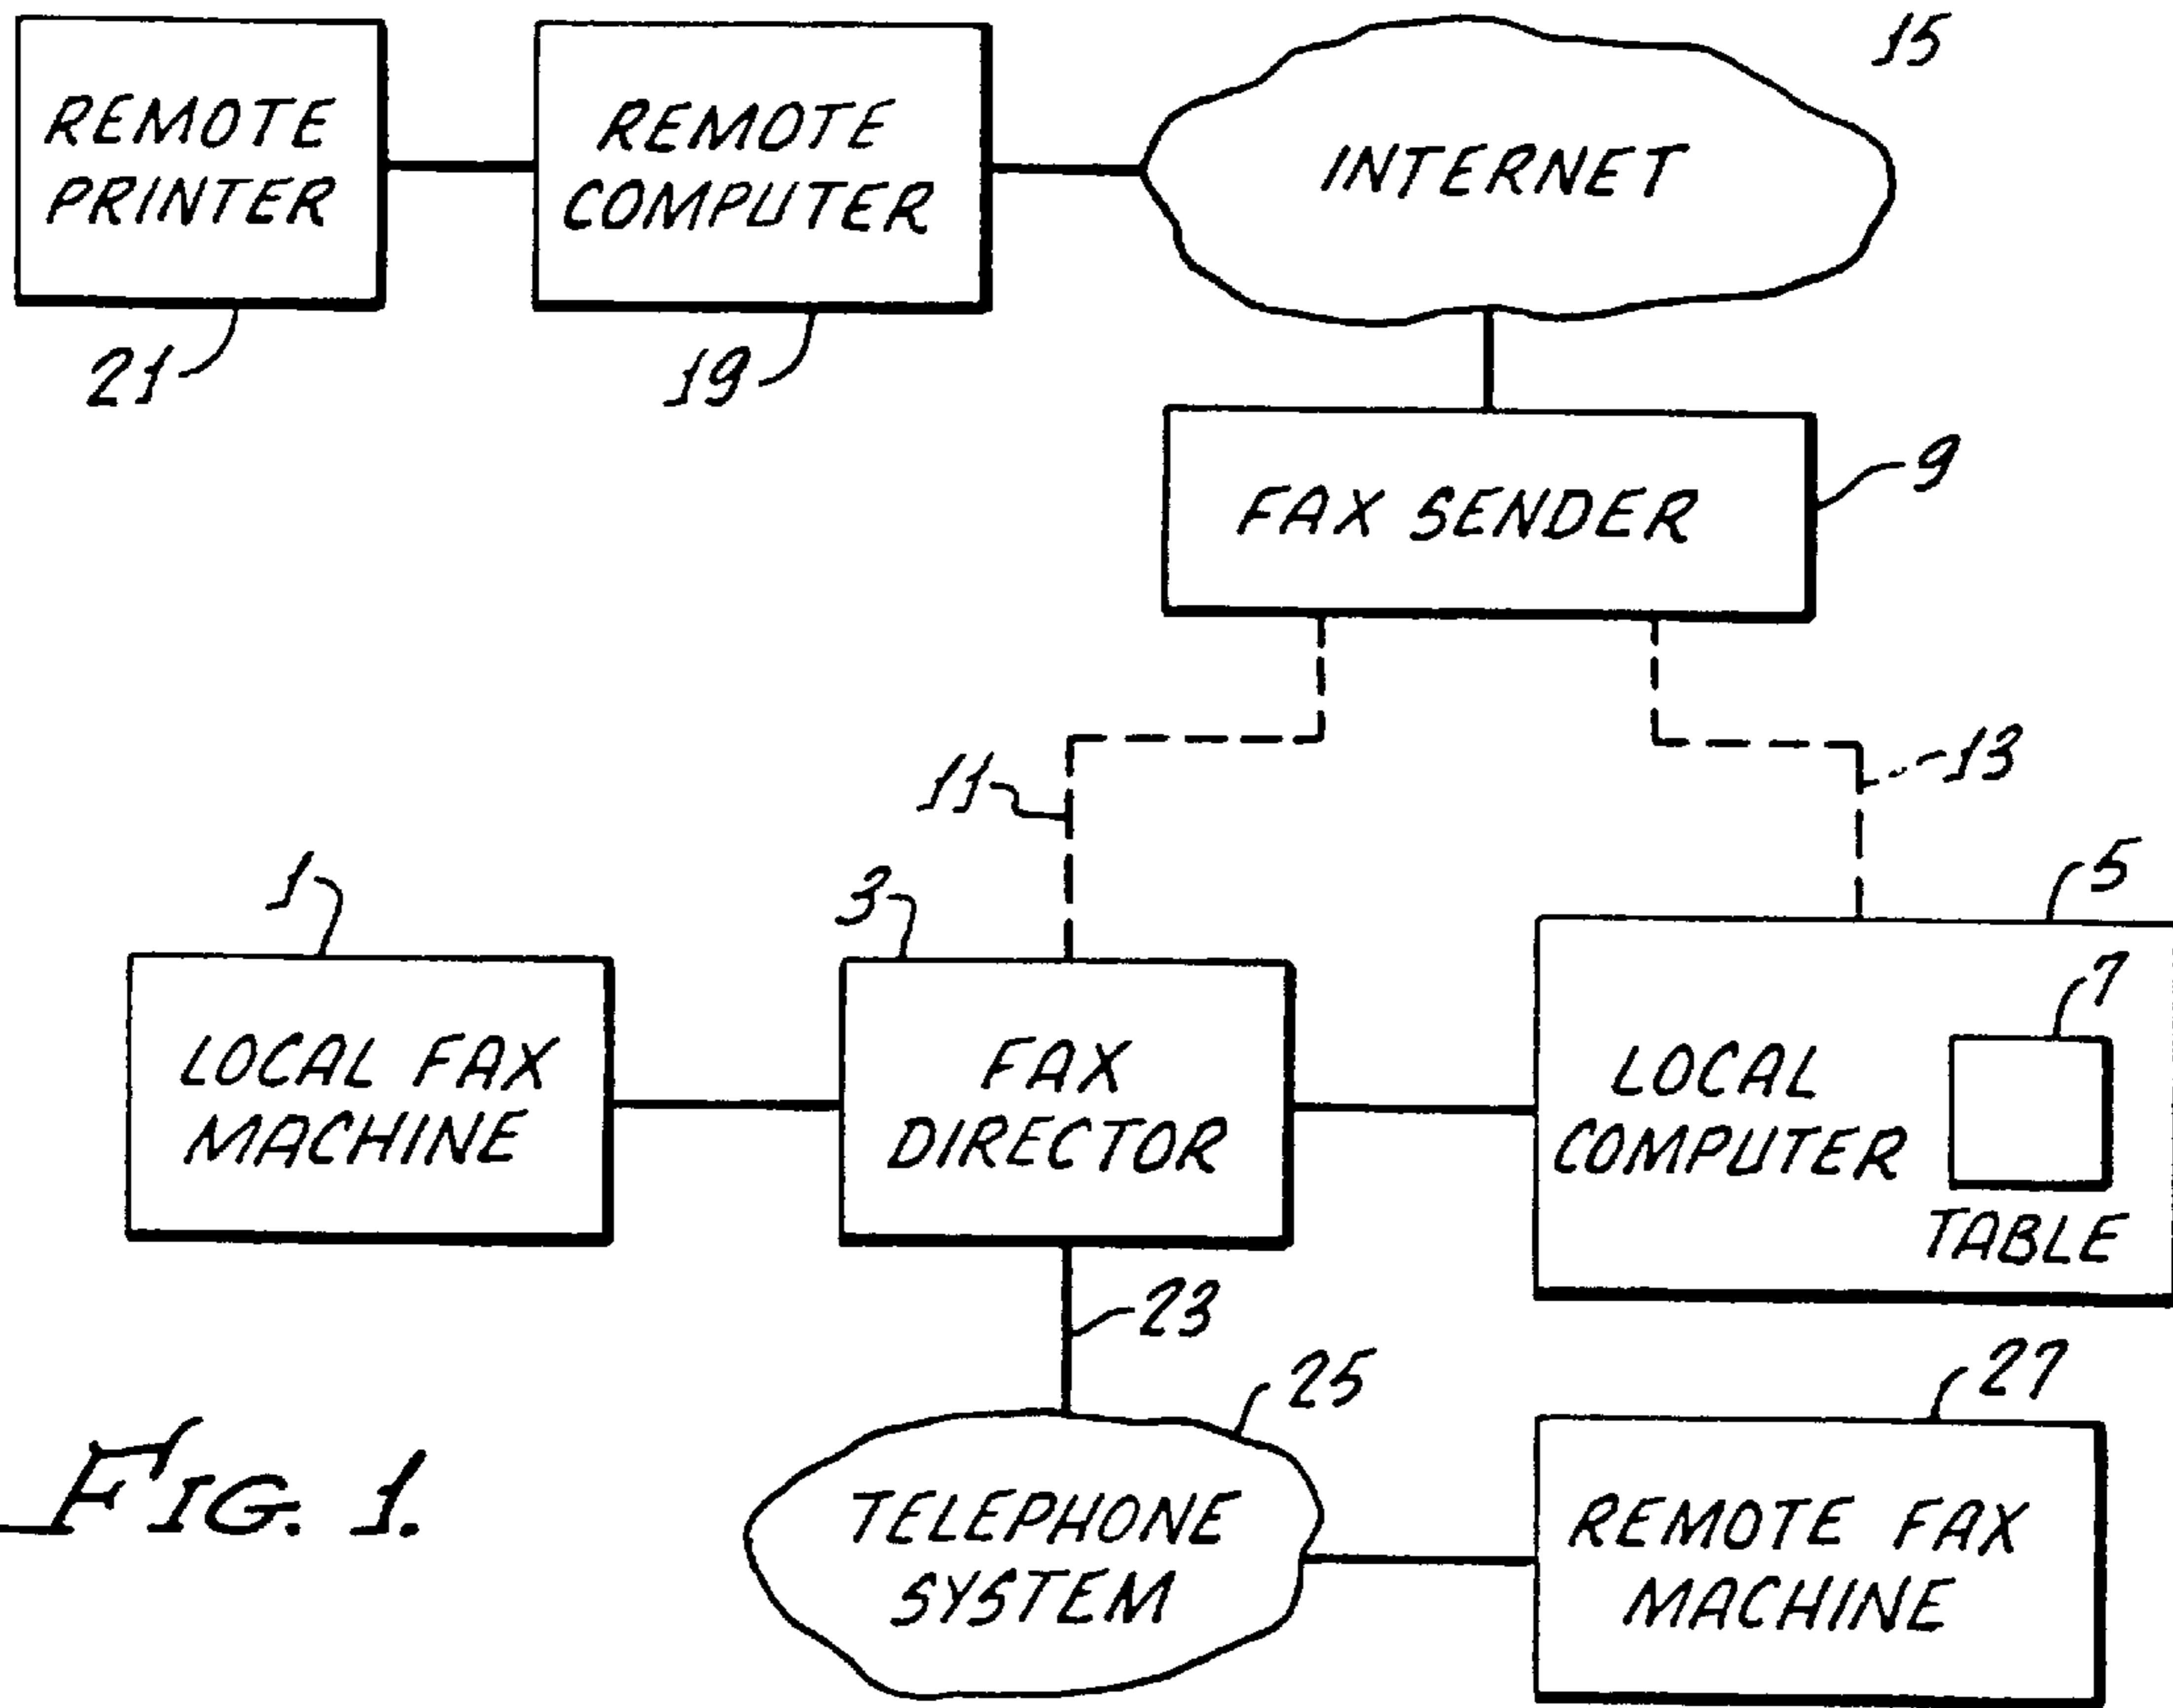 15
REMOTE
PRINTER
REMOTE
COMPUTER
INTERNET
21
19
FAX SENDER
9
11
13
1
3
5
7
LOCAL FAX
MACHINE
FAX
DIRECTOR
LOCAL
COMPUTER
TABLE
23
25
27
FIG. 1.
TELEPHONE
SYSTEM
REMOTE FAX
MACHINE